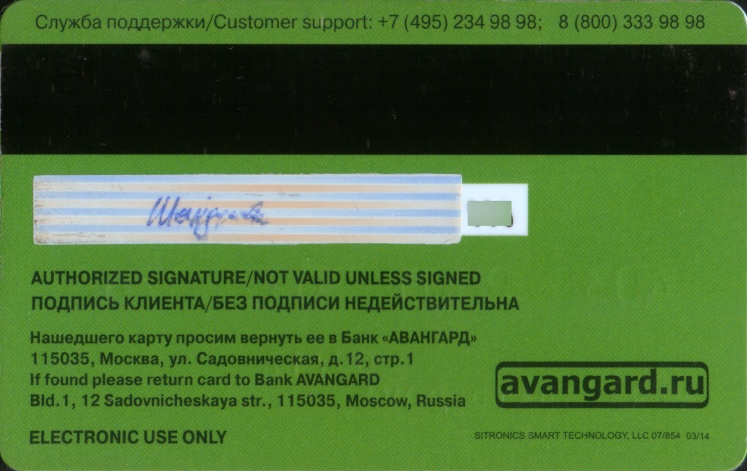 Служба поддержки/Customer support: +7 (495) 234 98 98; 8 (800) 333 98 98
AUTHORIZED SIGNATURE/NOT VALID UNLESS SIGNED
ПОДПИСЬ КЛИЕНТА/БЕЗ ПОДПИСИ НЕДЕЙСТВИТЕЛЬНА
Нашедшего карту просим вернуть ее в Банк «АВАНГАРД»
115035, Москва, ул. Садовническая, д.12, стр.1
If found please return card to Bank AVANGARD
Bld.1, 12 Sadovnicheskaya str., 115035, Moscow, Russia
avangard.ru
ELECTRONIC USE ONLY
SITRONICS SMART TECHNOLOGY, LLC 07/854 03/14